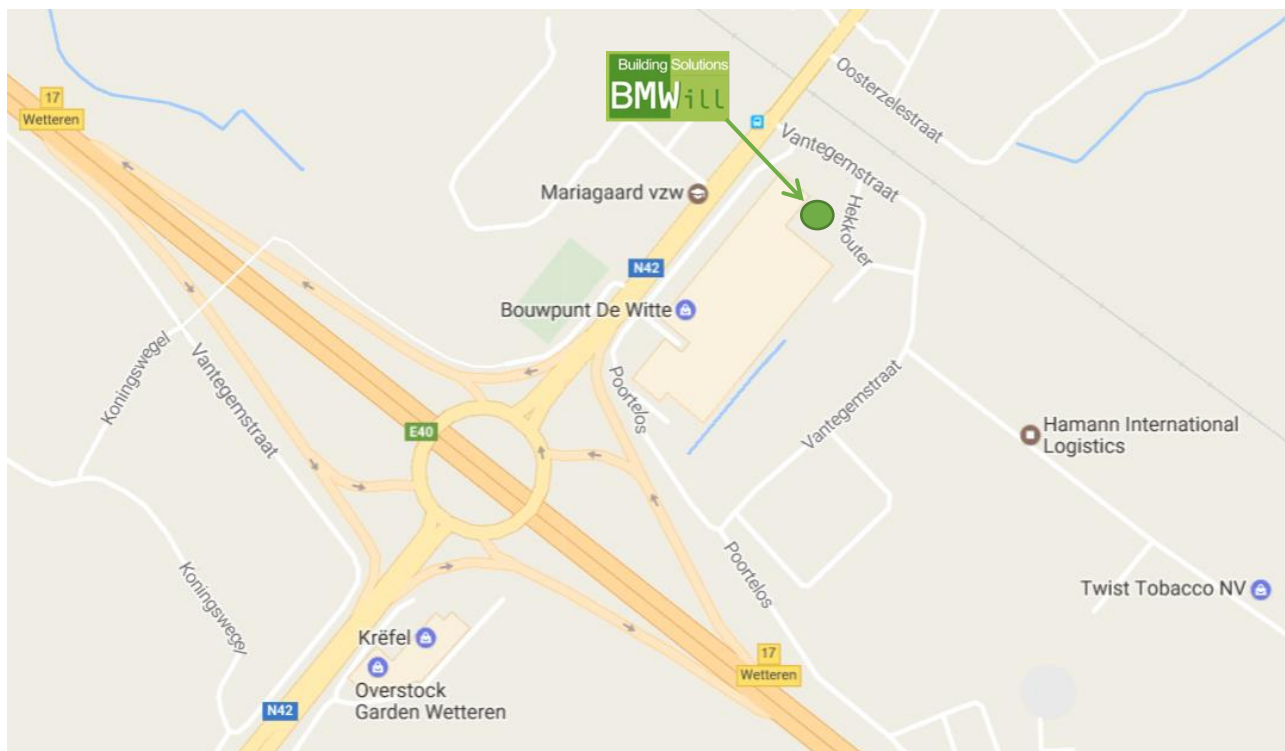 Building Solutions
BMWill
17
Wetteren
Oosterzelestraat
Vantegemstraat
Mariagaard vzw
Hekkouter
N42
Bouwpunt De Witte
Koningswegel
Vantegemstraat
Poortelos
Vantegemstraat
E40
Hamann International
Logistics
Koningswegel
Poortelos
Twist Tobacco NV
Krëfel
17
Wetteren
Overstock
Garden Wetteren
N42